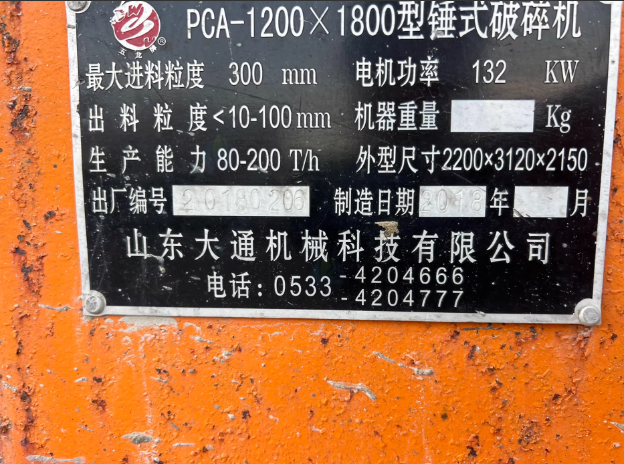 PCA-1200×1800型锤式破碎机
最大进料粒度 300 mm 电机功率 132 KW
出料粒度<10-100mm 机器重量 Kg
生产能力 80-200 T/h 外型尺寸2200×3120×2150
出厂编号 20180206 制造日期 2018 年 月
山东大通机械科技有限公司
电话:0533-4204666
-4204777